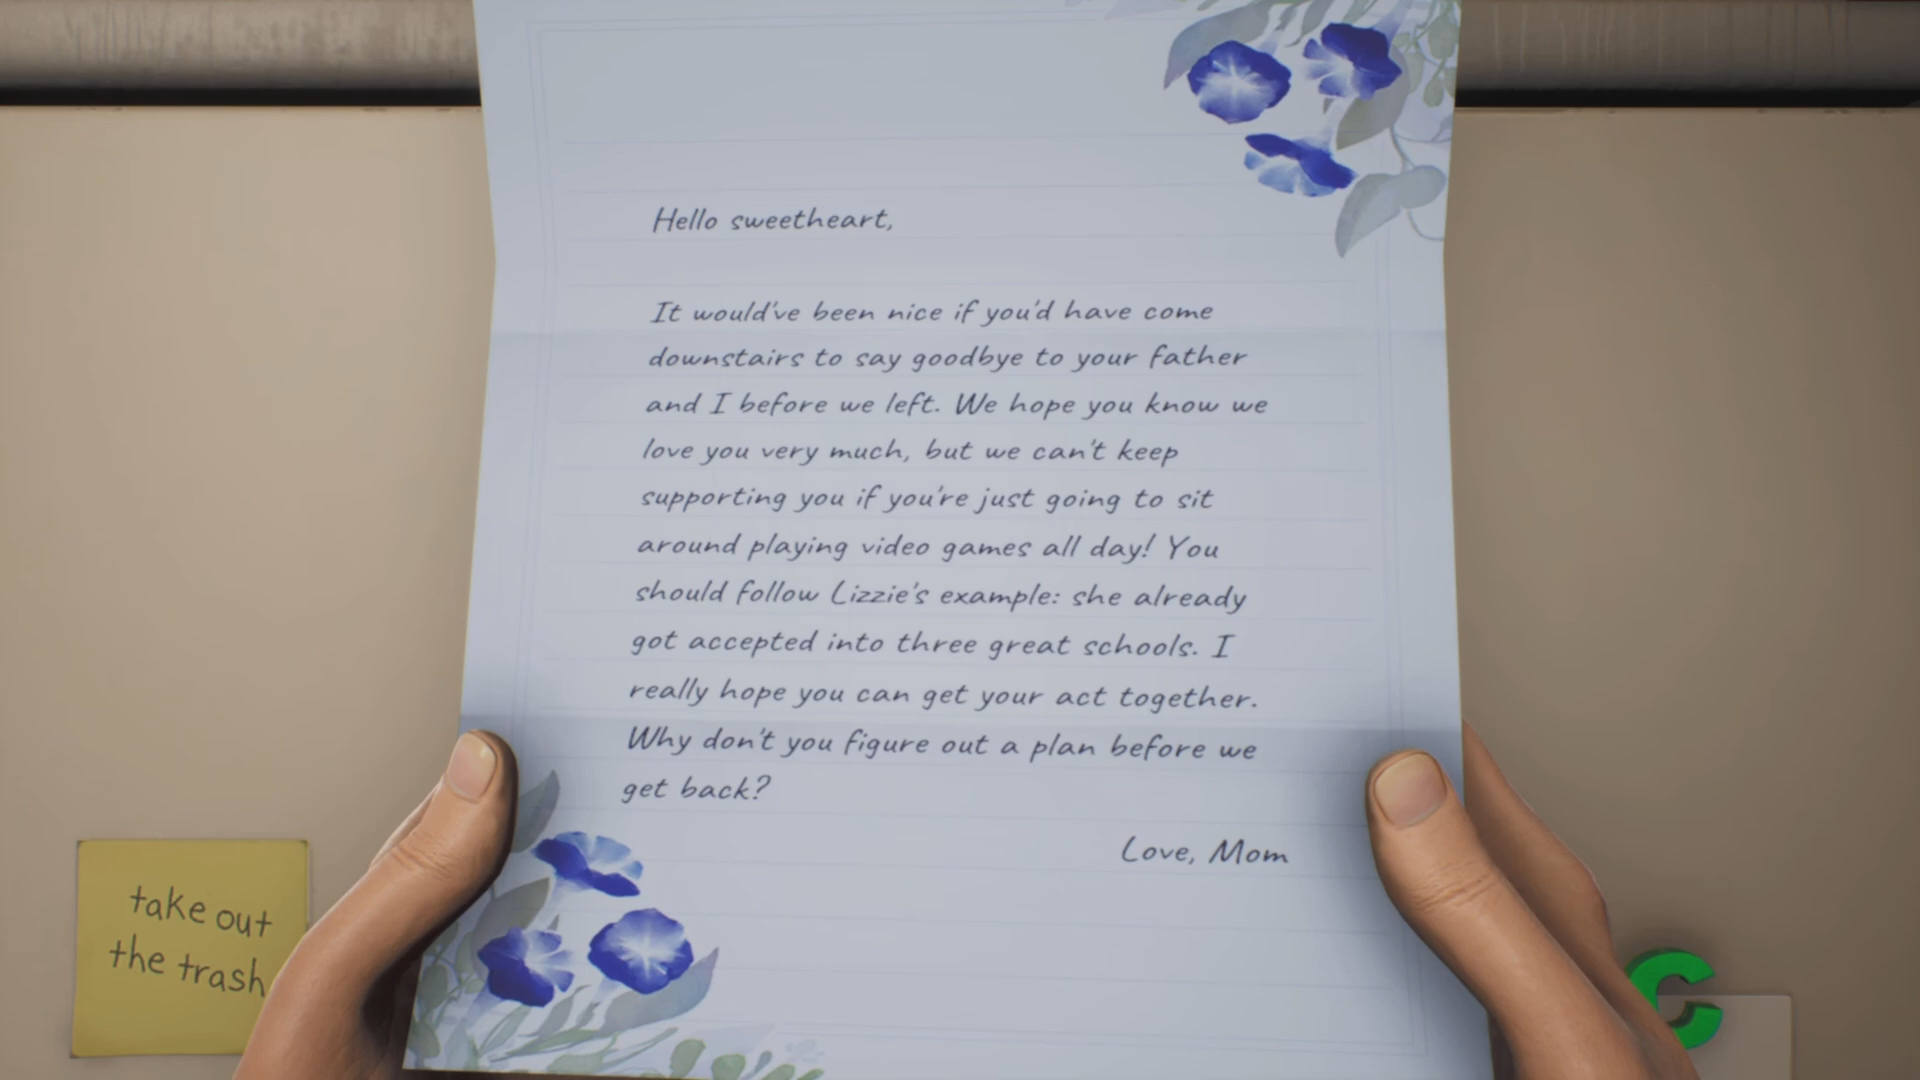 Hello sweetheart,
It would've been nice if you'd have come
downstairs to say goodbye to your father
and I before we left. We hope you know we
love you very much, but we can't keep
supporting you if you're just going to sit
around playing video games all day! You
should follow Lizzie's example: she already
got accepted into three great schools. I
really hope you can get your act together.
Why don't you figure out a plan before we
get back?
Love, Mom
take out
the trash
C